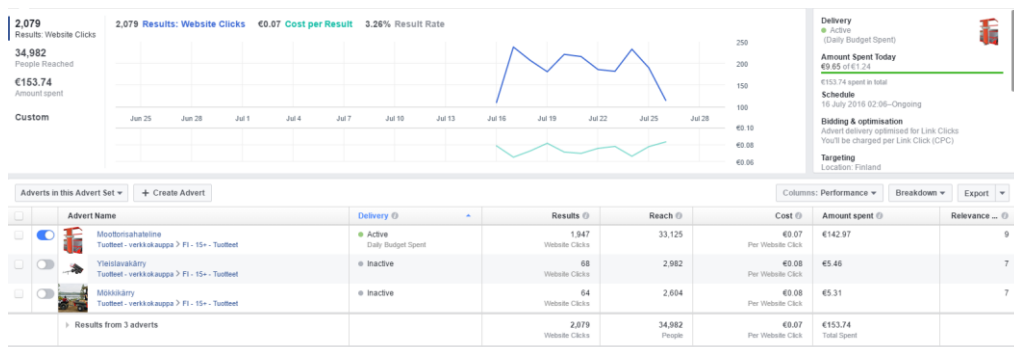 2,079
Results: Website Clicks
34,982
People Reached
€153.74
Amount spent
Custom
2,079 Results: Website Clicks €0.07 Cost per Result 3.26% Result Rate
250
200
150
100
Jun 25 Jun 28 Jul 1 Jul 4 Jul 7 Jul 10 Jul 13 Jul 16 Jul 19 Jul 22 Jul 25 Jul 28
€0.10
€0.08
€0.06
Delivery
Active
(Daily Budget Spent)
Amount Spent Today
€9.65 of €1.24
€153.74 spent in total
Schedule
16 July 2016 02:06–Ongoing
Bidding & optimisation
Advert delivery optimised for Link Clicks
You'll be charged per Link Click (CPC)
Targeting
Location: Finland
Adverts in this Advert Set + Create Advert Columns: Performance Breakdown Export
Advert Name Delivery Results Reach Cost Amount spent Relevance ...
Moottorisahateline Active 1,947 33,125 €0.07 €142.97 9
Tuotteet - verkkokauppa > FI - 15+ - Tuotteet Daily Budget Spent Website Clicks Per Website Click
Yleislavakärry Inactive 68 2,982 €0.08 €5.46 7
Tuotteet - verkkokauppa > FI - 15+ - Tuotteet Website Clicks Per Website Click
Mökkikärry Inactive 64 2,604 €0.08 €5.31 7
Tuotteet - verkkokauppa > FI - 15+ - Tuotteet Website Clicks Per Website Click
Results from 3 adverts 2,079 34,982 €0.07 €153.74
Website Clicks People Per Website Click Total Spent